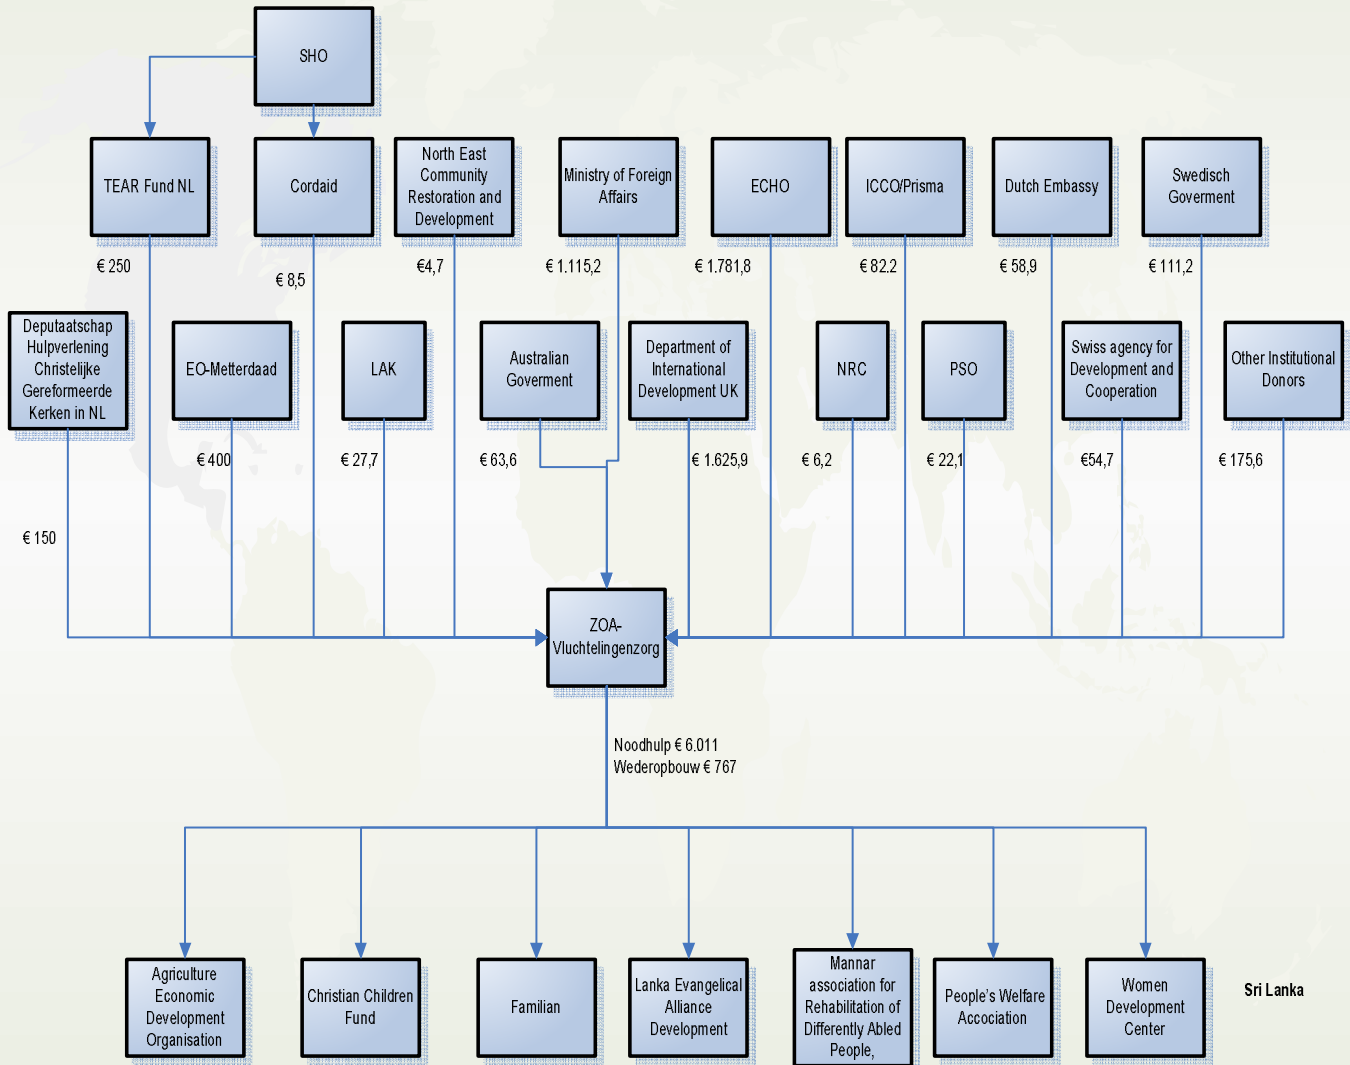 SHO
TEAR Fund NL
Cordaid
North East
Community
Restoration and
Development
Ministry of Foreign
Affairs
ECHO
ICCO/Prisma
Dutch Embassy
Swedisch
Goverment
€ 250
€ 8,5
€4,7
€ 1.115,2
€ 1.781,8
€ 82.2
€ 58,9
€ 111,2
Deputaatschap
Hulpverlening
Christelijke
Gereformeerde
Kerken in NL
EO-Metterdaad
LAK
Australian
Goverment
Department of
International
Development UK
NRC
PSO
Swiss agency for
Development and
Cooperation
Other Institutional
Donors
€ 150
€ 400
€ 27,7
€ 63,6
€ 1.625,9
€ 6,2
€ 22,1
€54,7
€ 175,6
ZOA-
Vluchtelingenzorg
Noodhulp € 6.011
Wederopbouw € 767
Agriculture
Economic
Development
Organisation
Christian Children
Fund
Familian
Lanka Evangelical
Alliance
Development
Mannar
association for
Rehabilitation of
Differently Abled
People,
People's Welfare
Accociation
Women
Development
Center
Sri Lanka